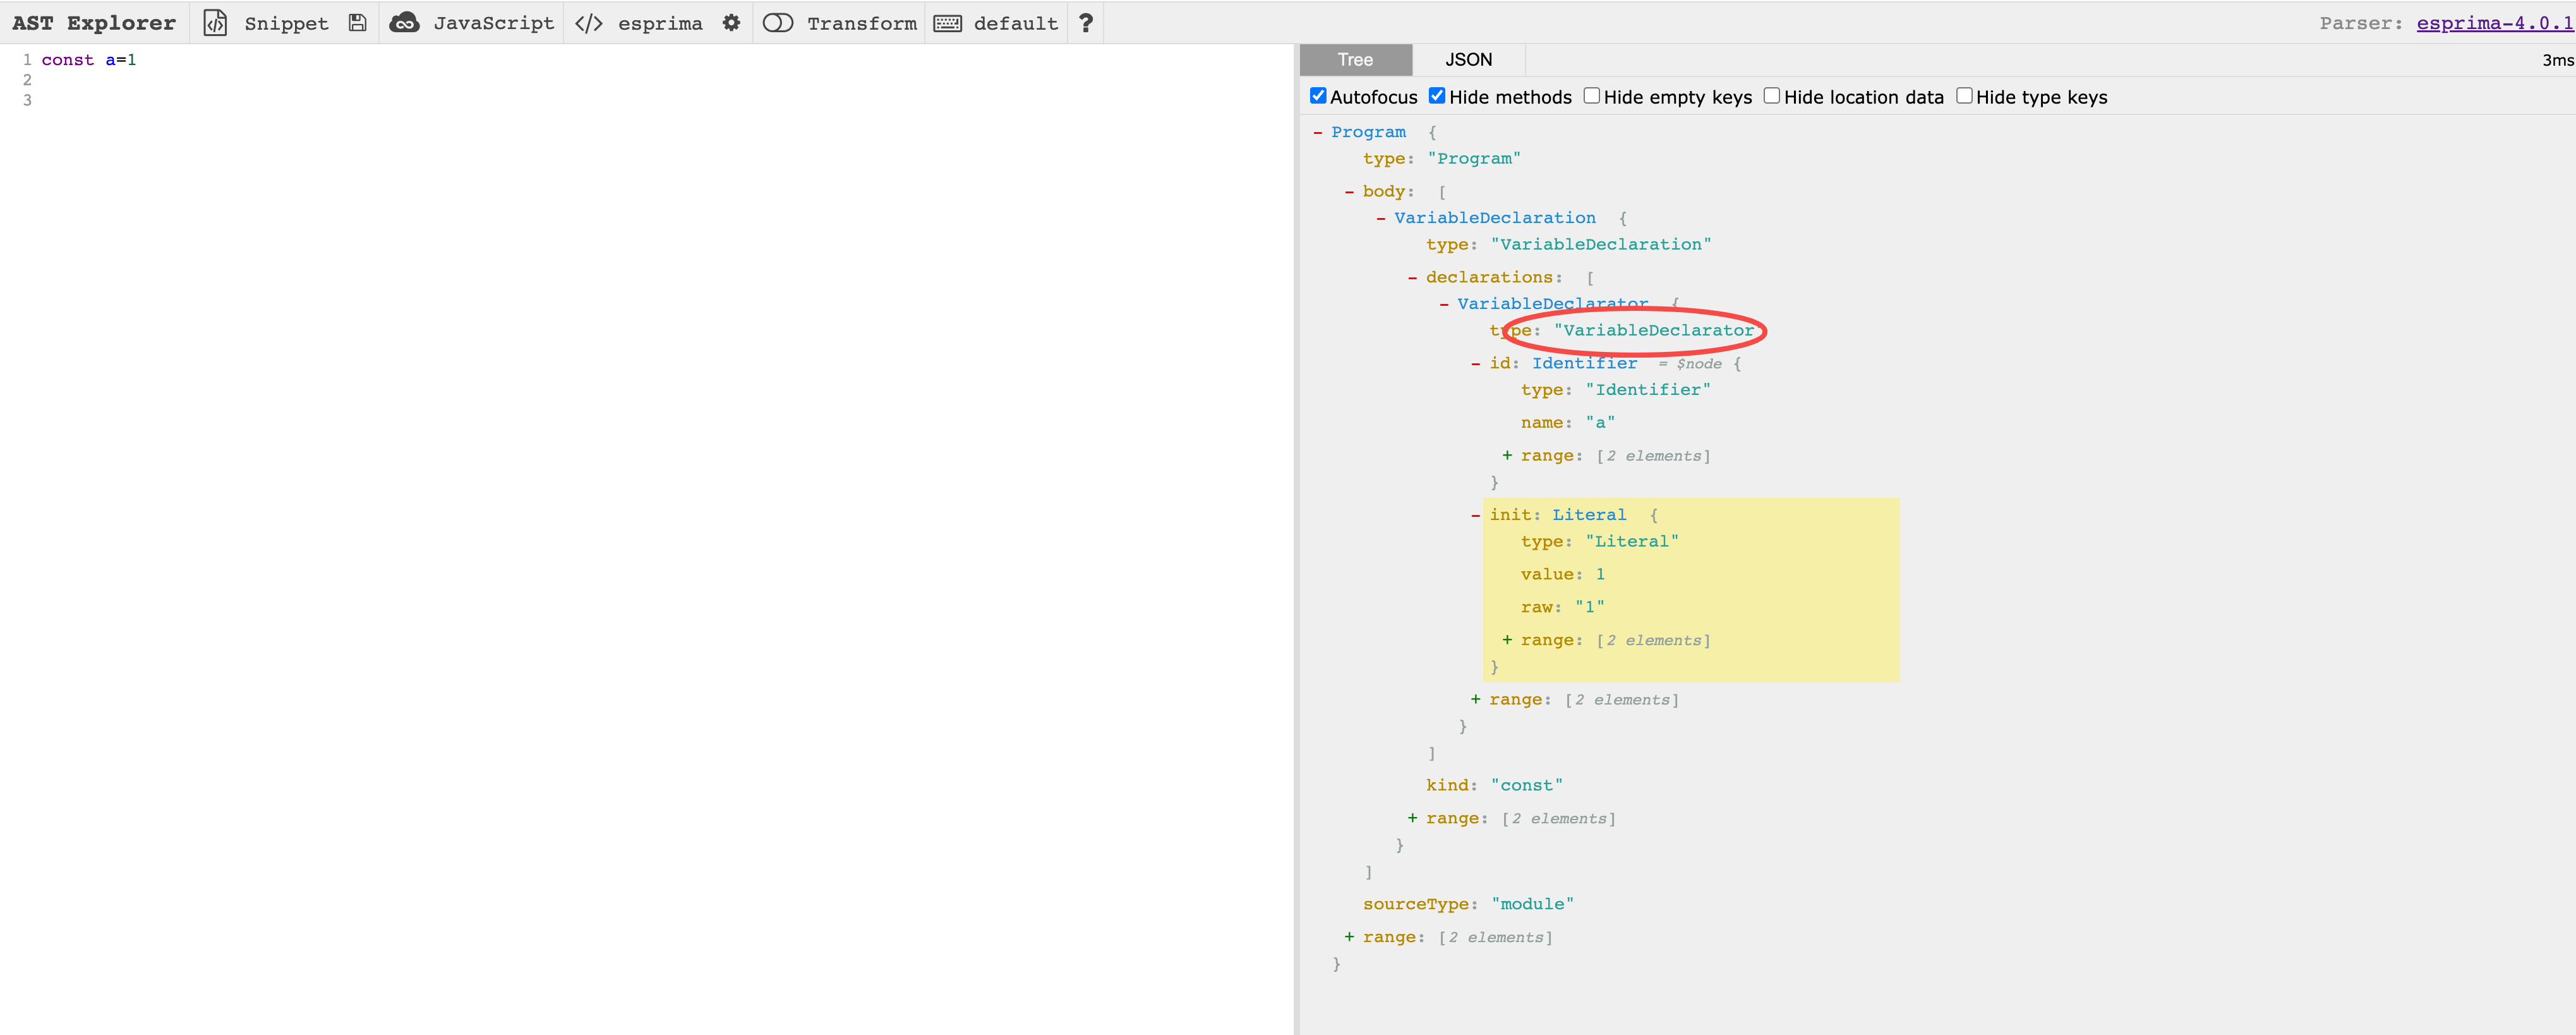 AST Explorer Snippet JavaScript </> esprima Transform default ? Parser: esprima-4.0.1
1 const a=1
2
3
Tree JSON 3ms
Autofocus Hide methods Hide empty keys Hide location data Hide type keys
- Program {
type: "Program"
- body: [
- VariableDeclaration {
type: "VariableDeclaration"
- declarations: [
- VariableDeclarator {
type: "VariableDeclarator"
- id: Identifier = $node {
type: "Identifier"
name: "a"
+ range: [2 elements]
}
- init: Literal {
type: "Literal"
value: 1
raw: "1"
+ range: [2 elements]
}
+ range: [2 elements]
}
]
kind: "const"
+ range: [2 elements]
}
]
sourceType: "module"
+ range: [2 elements]
}